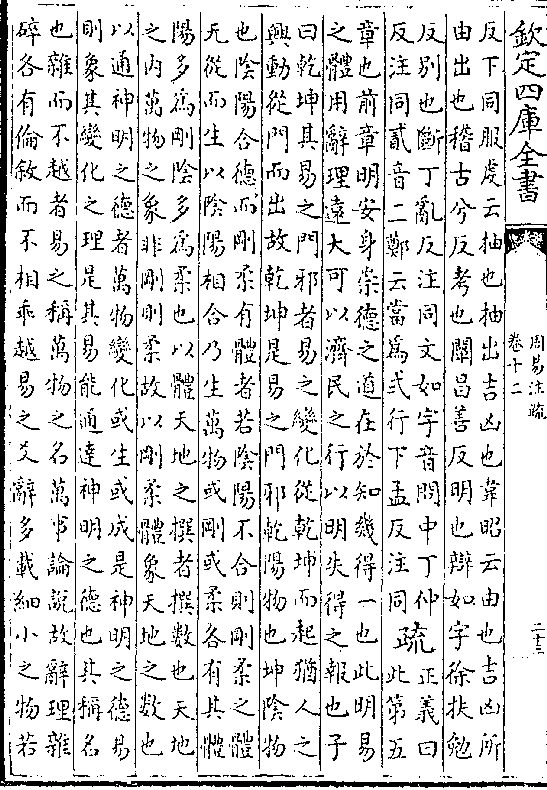 欽定四庫全書
周易注疏
卷十二
二十三
反下同服虔云抽也抽出吉凶也韋昭云由也吉凶所
由出也稽古兮反考也闡昌善反明也辯如字徐扶勉
反别也斷丁亂反注同文如字音問中丁仲
反注同貳音二鄭云當為弍行下孟反注同疏正義曰此第五
章也前章明安身崇德之道在於知幾得一也此明易
之體用辭理遠大可以濟民之行以明失得之報也子
曰乾坤其易之門邪者易之變化從乾坤而起猶人之
興動從門而出故乾坤是易之門邪乾陽物也坤陰物
也陰陽合德而剛柔有體者若陰陽不合則剛柔之體
无從而生以陰陽相合乃生萬物或剛或柔各有其體
陽多為剛陰多為柔也以體天地之撰者撰數也天地
之内萬物之象非剛則柔故以剛柔體象天地之數也
以通神明之德者萬物變化或生或成是神明之德易
則象其變化之理是其易能通達神明之德也其稱名
也雜而不越者易之稱萬物之名萬事論說故辭理雜
碎各有倫敘而不相乖越易之爻辭多載細小之物若